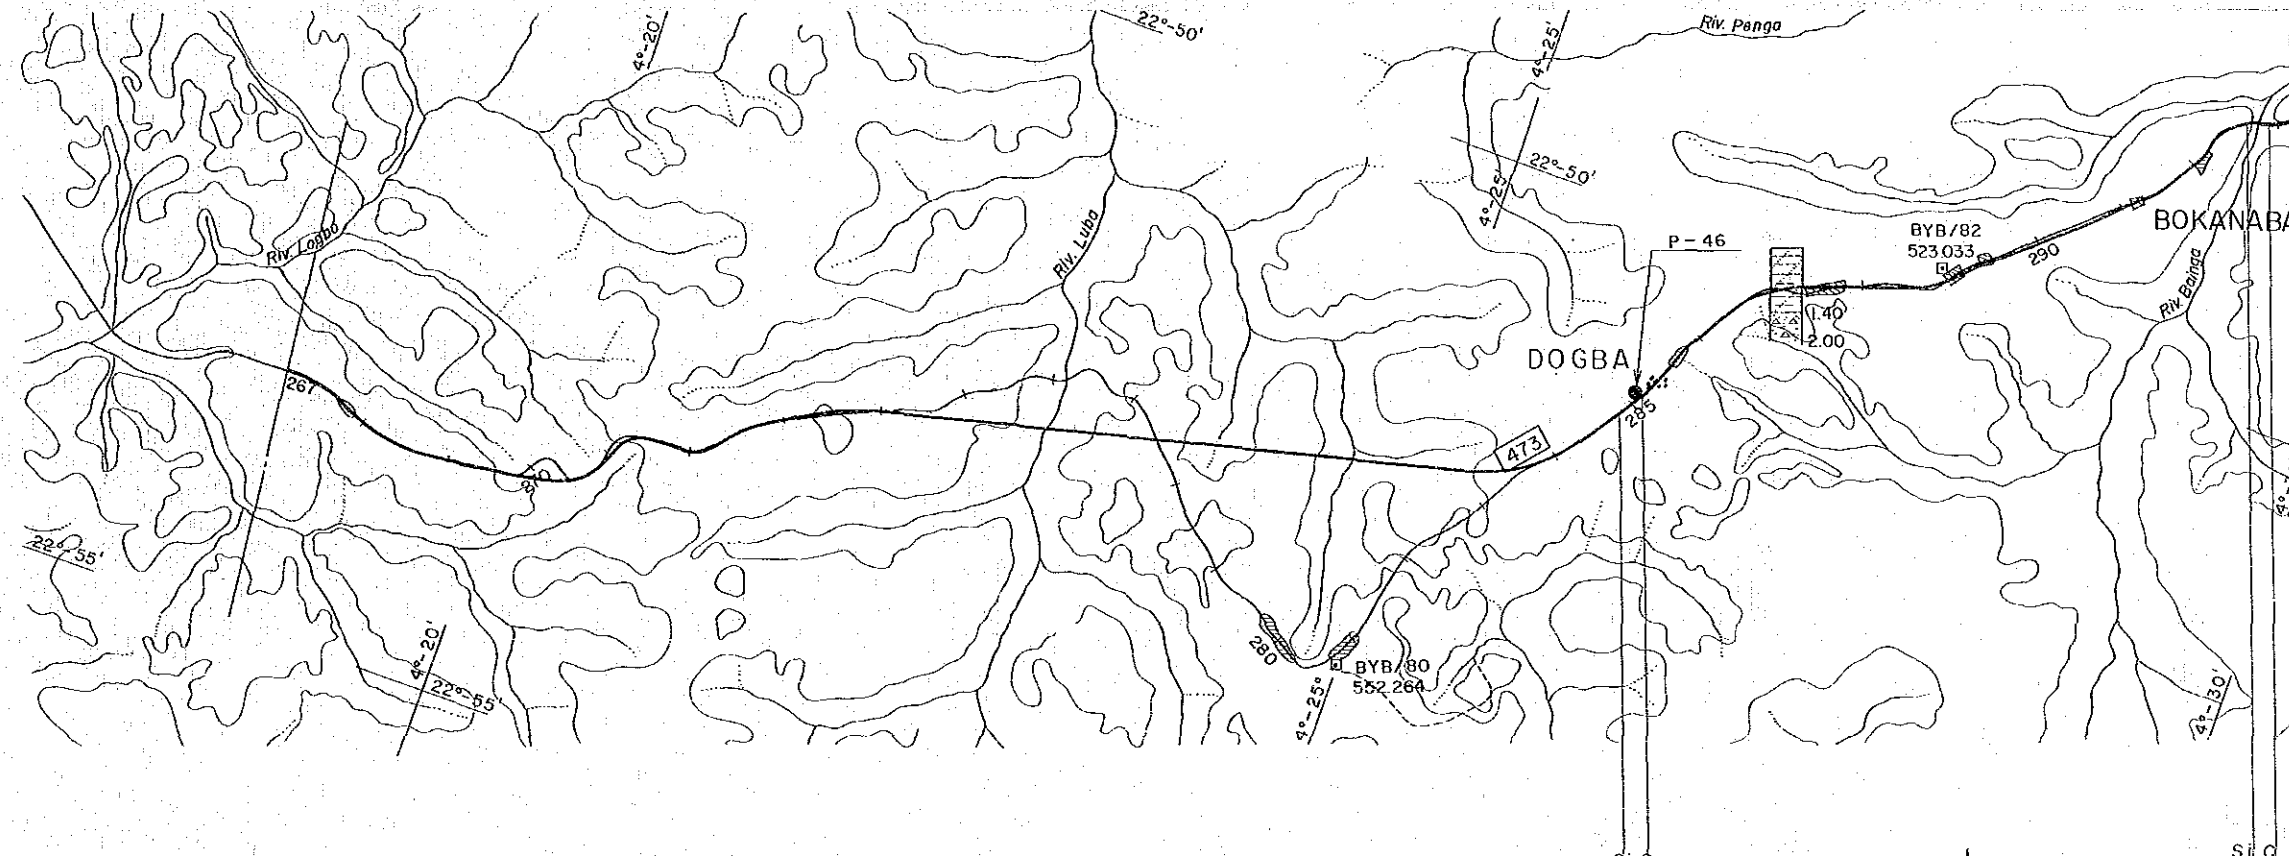 22°-50'
Riv. Panga
4°-20'
4°-25'
22°-50'
4°-25'
Riv. Luba
P-46
BYB/82
523.033
BOKANABA
Riv. Logbo
290
Riv. Bainga
1.40
2.00
DOGBA
267
285
473
270
22°-55'
280
BYB/80
552.264
4°-20'
22°-55'
4°-25'
4°-30'